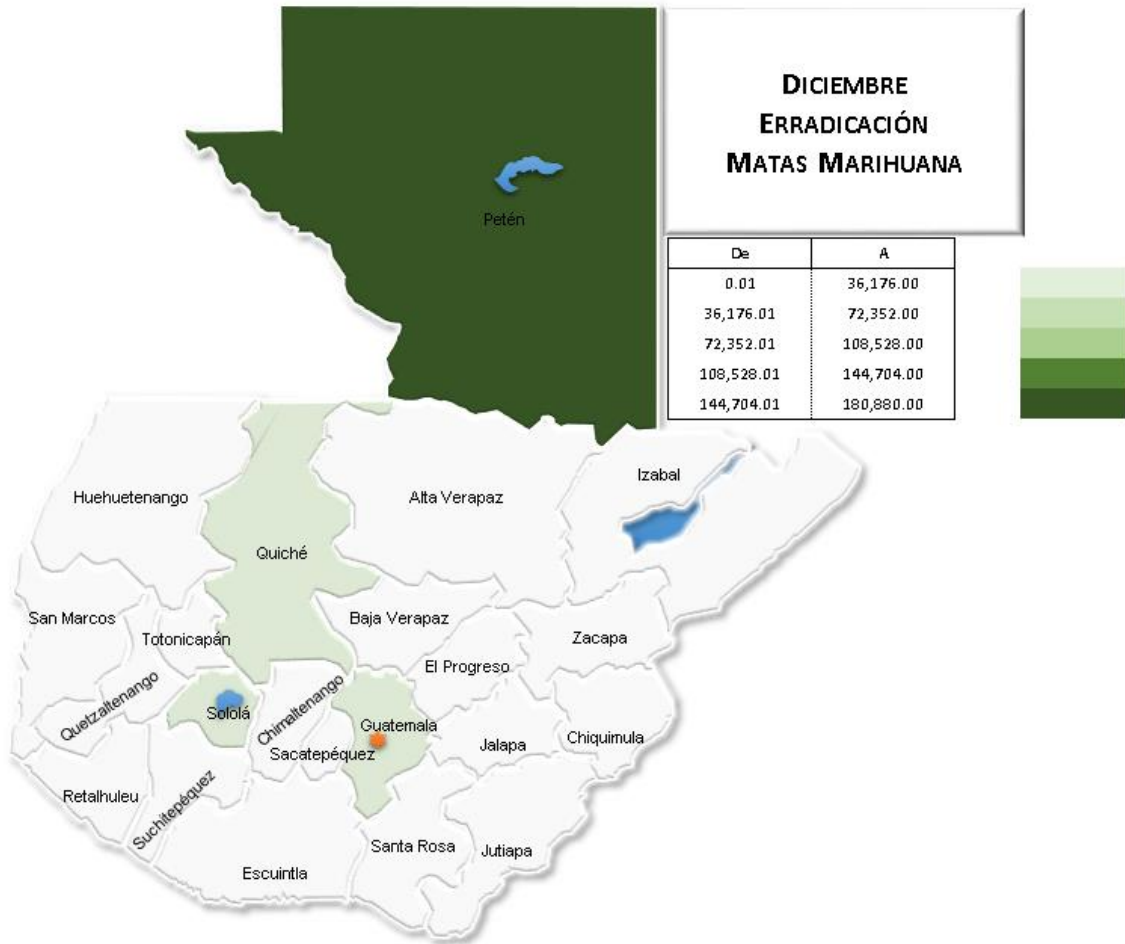 DICIEMBRE
ERRADICACIÓN
MATAS MARIHUANA
Petén
De A
0.01 36,176.00
36,176.01 72,352.00
72,352.01 108,528.00
108,528.01 144,704.00
144,704.01 180,880.00
Izabal
Huehuetenango
Alta Verapaz
Quiché
San Marcos
Totonicapán
Baja Verapaz
Zacapa
El Progreso
Quetzaltenango
Sololá
Chimaltenango
Guatemala
Sacatepéquez
Jalapa
Chiquimula
Retalhuleu
Suchitepéquez
Santa Rosa
Jutiapa
Escuintla